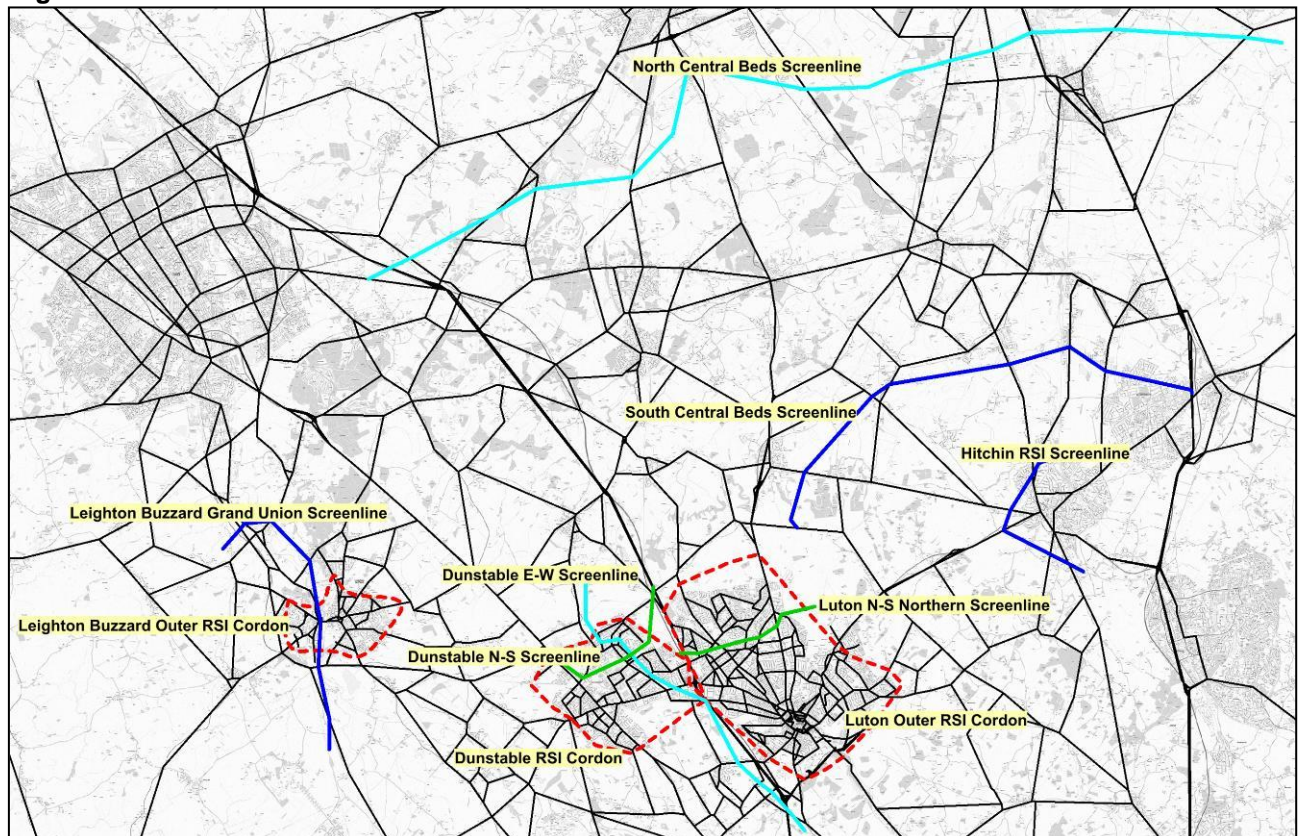 North Central Beds Screenline
South Central Beds Screenline
Hitchin RSI Screenline
Leighton Buzzard Grand Union Screenline
Dunstable E-W Screenline
Luton N-S Northern Screenline
Leighton Buzzard Outer RSI Cordon
Dunstable N-S Screenline
Luton Outer RSI Cordon
Dunstable RSI Cordon